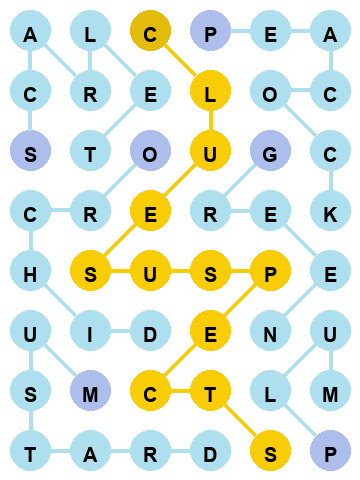 A L C P E A
C R E L O C
S T O U G C
C R E R E K
H S U S P E
U I D E N U
S M C T L M
T A R D S P